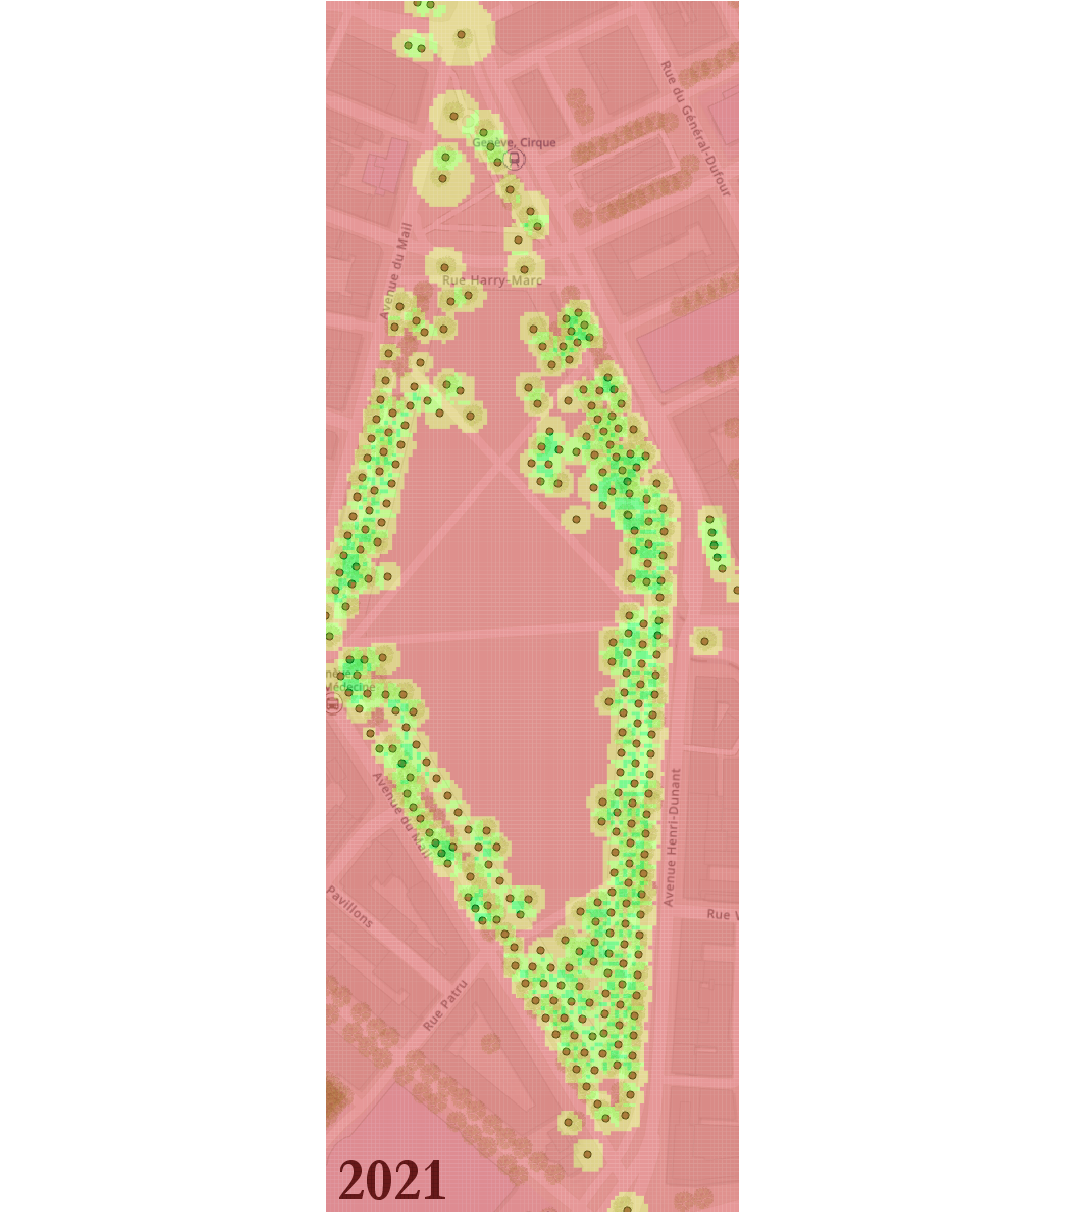 Rue du Général-Dufour
Genève, Cirque
Avenue du Mail
Rue Harry-Marc
Médecine
Avenue du Mail
Avenue Henri-Dunant
Pavillons
Rue
Rue Patru
2021